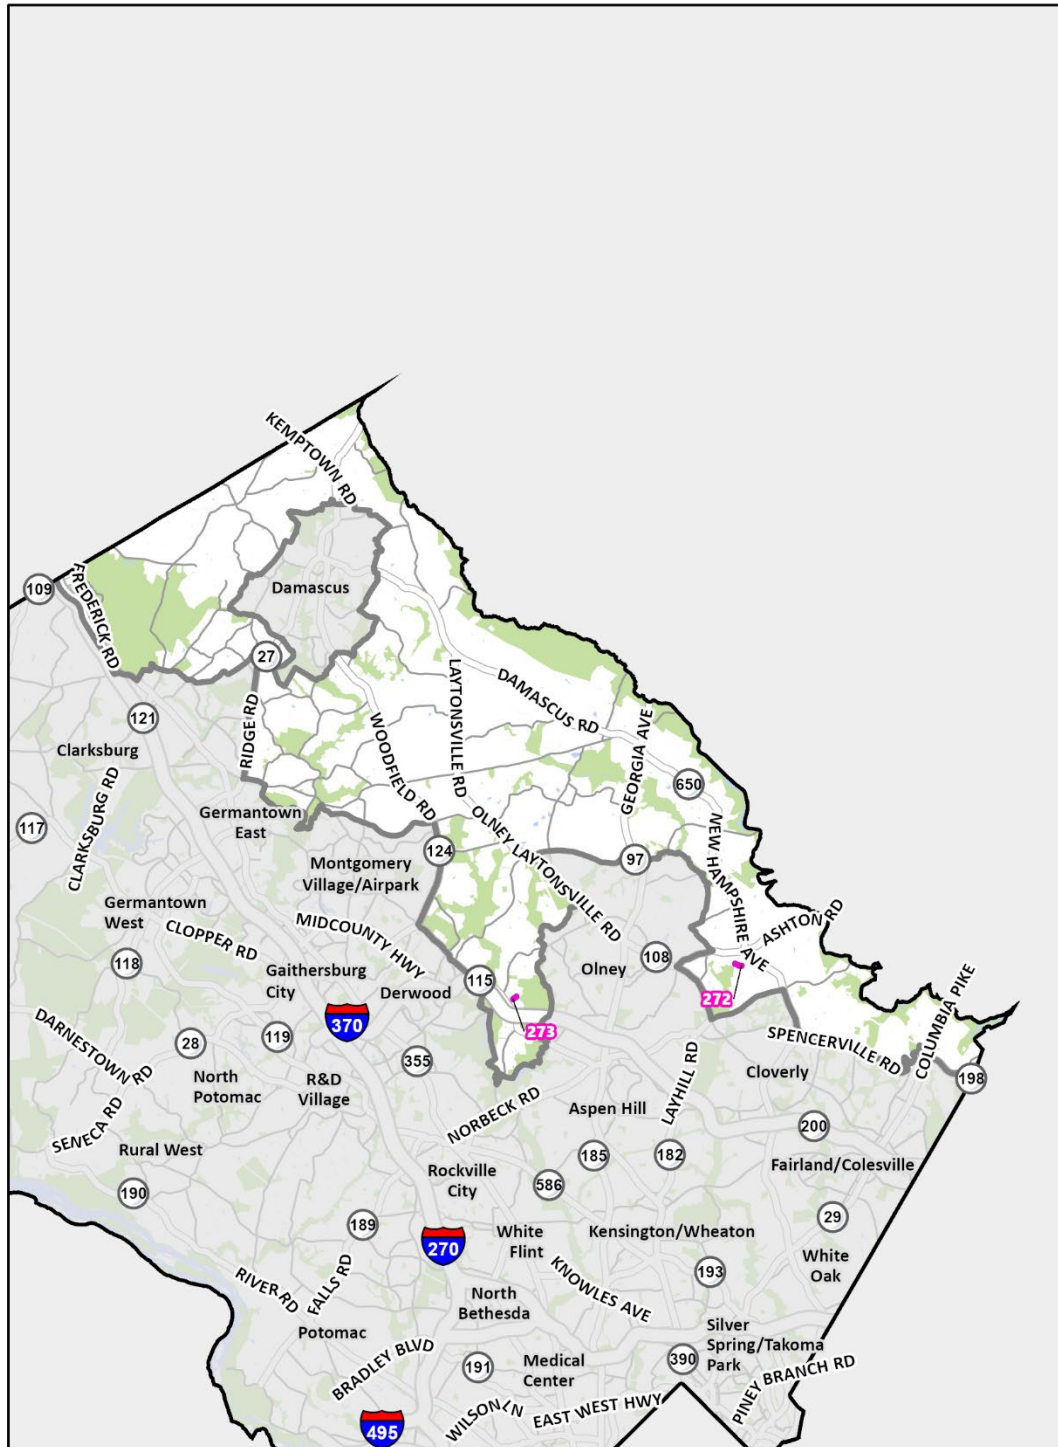 KEMPTOWN RD
109
FREDERICK RD
Damascus
27
121
RIDGE RD
LAYTONSVILLE RD
DAMASCUS RD
WOODFIELD RD
GEORGIA AVE
Clarksburg
650
CLARKSBURG RD
117
Germantown
East
OLNEY LAYTONSVILLE RD
NEW HAMPSHIRE AVE
124
97
Montgomery
Village/Airpark
Germantown
West
MIDCOUNTY HWY
ASHTON RD
CLOPPER RD
118
Gaithersburg
City
Derwood
115
Olney
108
272
273
370
COLUMBIA PIKE
DARNESTOWN RD
28
119
355
SPENCERVILLE RD
198
North
Potomac
R&D
Village
Cloverly
LAYHILL RD
NORBECK RD
Aspen Hill
200
SENECA RD
Rural West
185
182
Fairland/Colesville
190
Rockville
City
586
189
270
White
Flint
Kensington/Wheaton
29
White
Oak
193
RIVER RD
FALLS RD
KNOWLES AVE
North
Bethesda
Potomac
Silver
Spring/Takoma
Park
BRADLEY BLVD
191
Medical
Center
390
PINEY BRANCH RD
495
WILSON LN
EAST WEST HWY